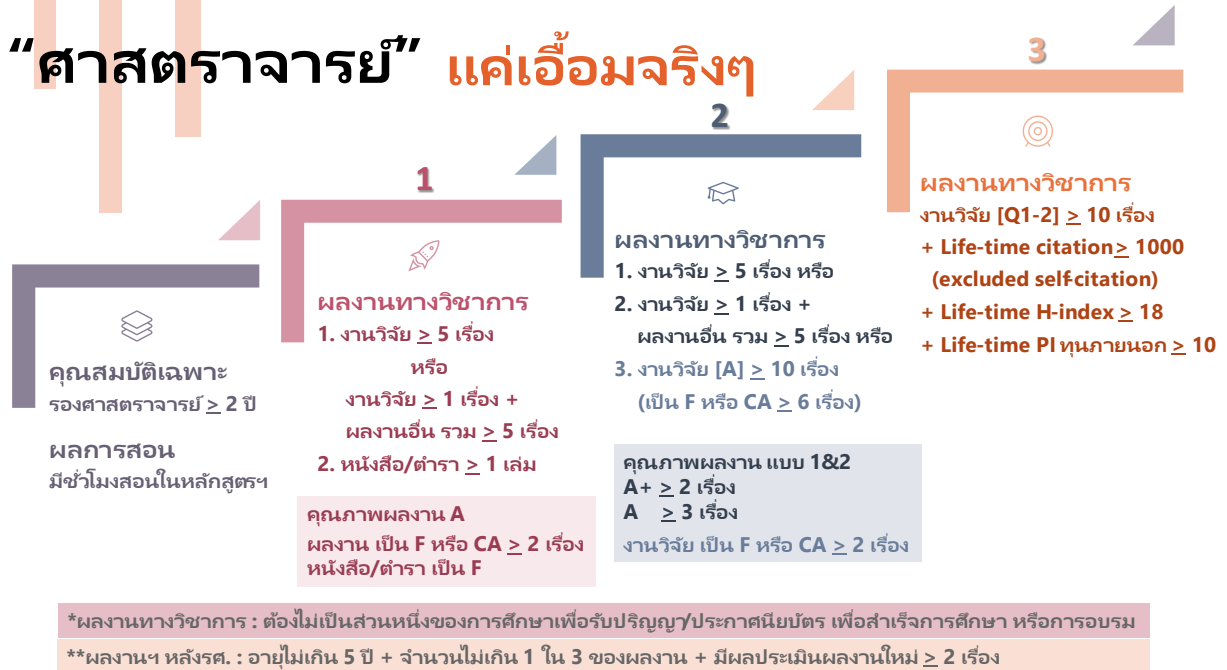 “ศาสตราจารย์” แค่เอื้อมจริงๆ
คุณสมบัติเฉพาะ
รองศาสตราจารย์ ≥ 2 ปี
ผลการสอน
มีชั่วโมงสอนในหลักสูตรฯ
1
ผลงานทางวิชาการ
1. งานวิจัย ≥ 5 เรื่อง
หรือ
งานวิจัย ≥ 1 เรื่อง +
ผลงานอื่น รวม ≥ 5 เรื่อง
2. หนังสือ/ตำรา ≥ 1 เล่ม
คุณภาพผลงาน A
ผลงาน เป็น F หรือ CA ≥ 2 เรื่อง
หนังสือ/ตำรา เป็น F
2
ผลงานทางวิชาการ
1. งานวิจัย ≥ 5 เรื่อง หรือ
2. งานวิจัย ≥ 1 เรื่อง +
ผลงานอื่น รวม ≥ 5 เรื่อง หรือ
3. งานวิจัย [A] ≥ 10 เรื่อง
(เป็น F หรือ CA ≥ 6 เรื่อง)
คุณภาพผลงาน แบบ 1&2
A+ ≥ 2 เรื่อง
A ≥ 3 เรื่อง
งานวิจัย เป็น F หรือ CA ≥ 2 เรื่อง
3
ผลงานทางวิชาการ
งานวิจัย [Q1-2] ≥ 10 เรื่อง
+ Life-time citation ≥ 1000
(excluded self-citation)
+ Life-time H-index ≥ 18
+ Life-time PI ทุนภายนอก ≥ 10
*ผลงานทางวิชาการ : ต้องไม่เป็นส่วนหนึ่งของการศึกษาเพื่อรับปริญญา/ประกาศนียบัตร เพื่อสำเร็จการศึกษา หรือการอบรม
**ผลงานฯ หลังรศ. : อายุไม่เกิน 5 ปี + จำนวนไม่เกิน 1 ใน 3 ของผลงาน + มีผลประเมินผลงานใหม่ ≥ 2 เรื่อง